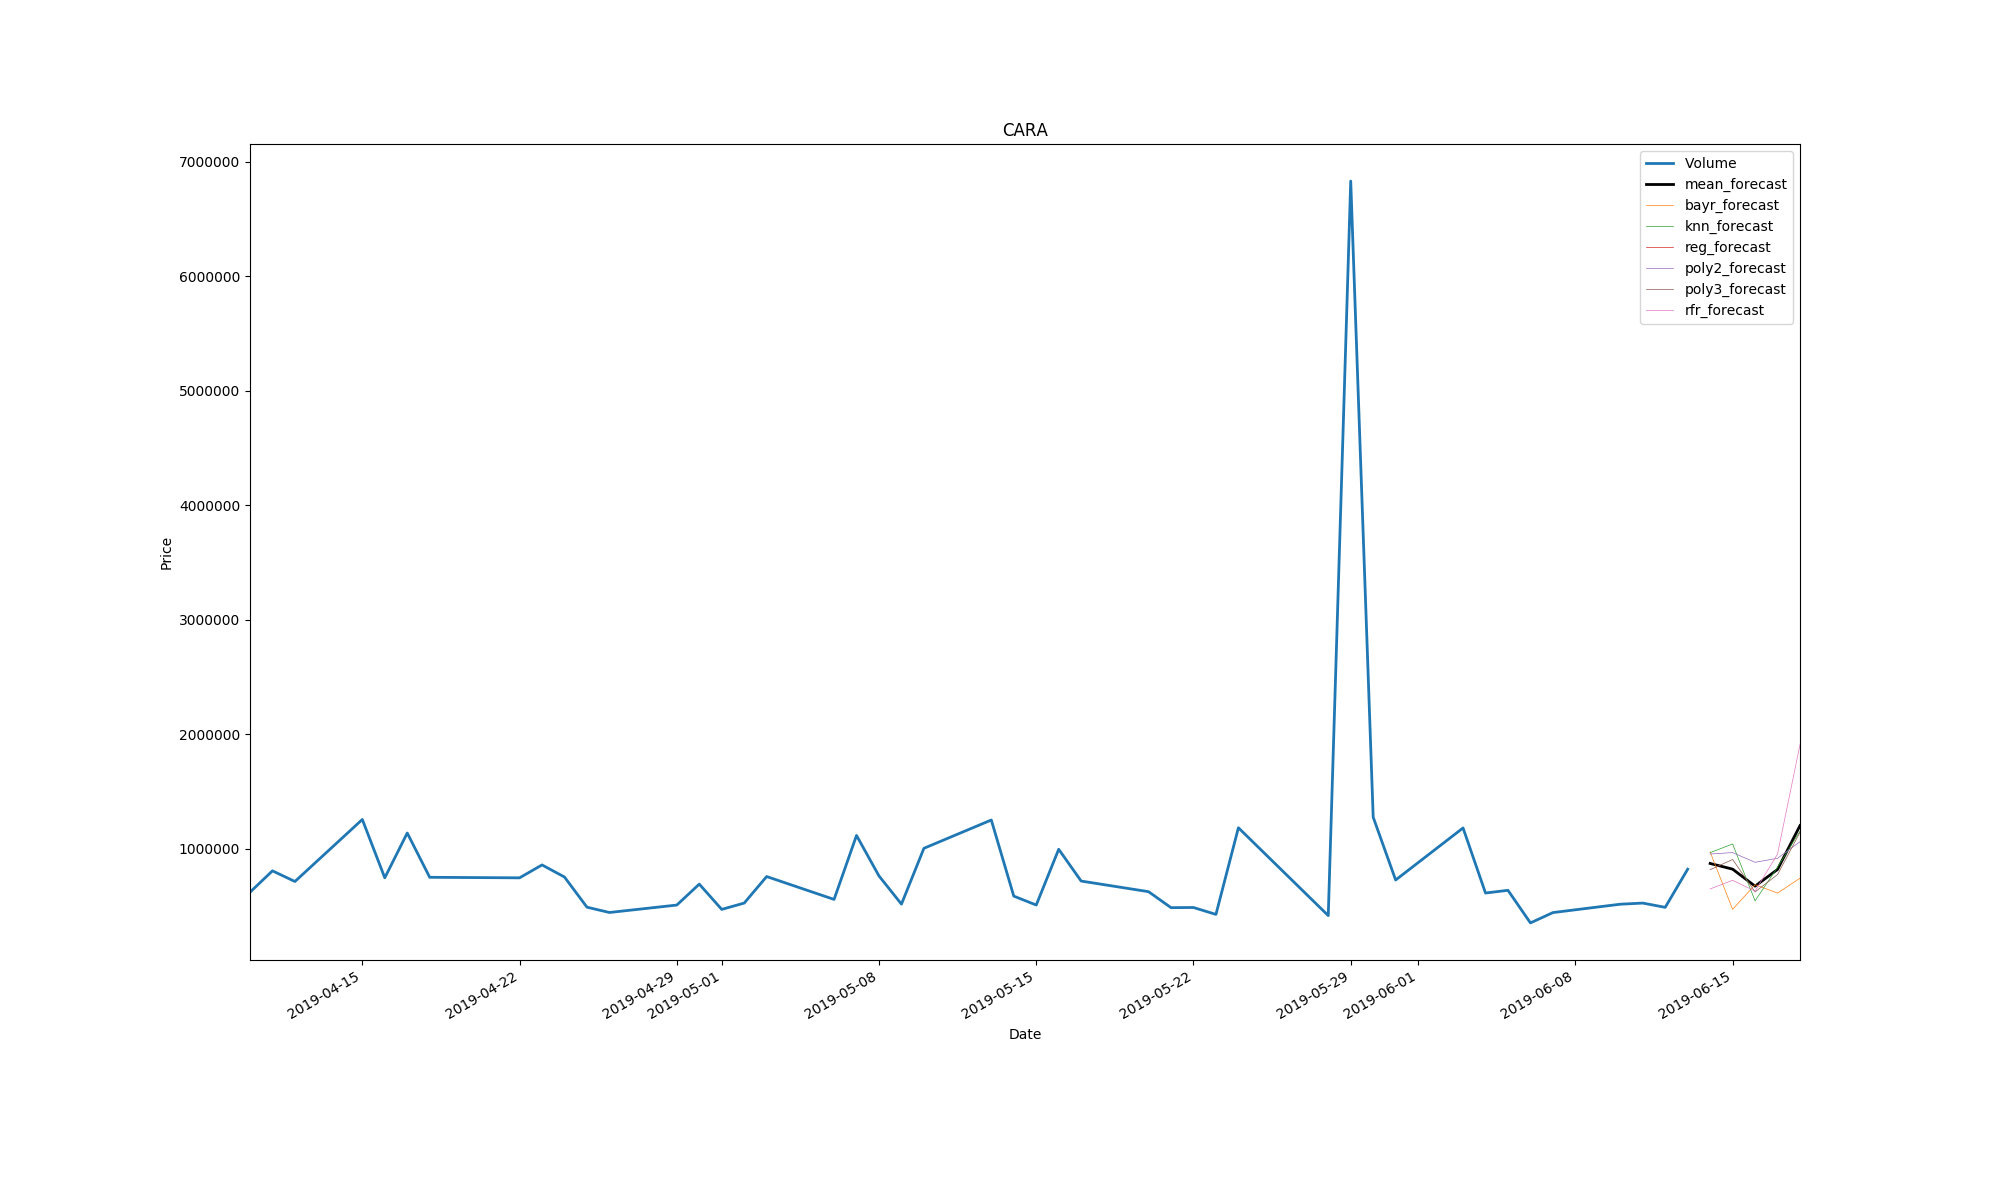 CARA
7000000
6000000
5000000
4000000
3000000
2000000
1000000
Price
Volume
mean_forecast
bayr_forecast
knn_forecast
reg_forecast
poly2_forecast
poly3_forecast
rfr_forecast
2019-04-15
2019-04-22
2019-04-29
2019-05-01
2019-05-08
2019-05-15
2019-05-22
2019-05-29
2019-06-01
2019-06-08
2019-06-15
Date